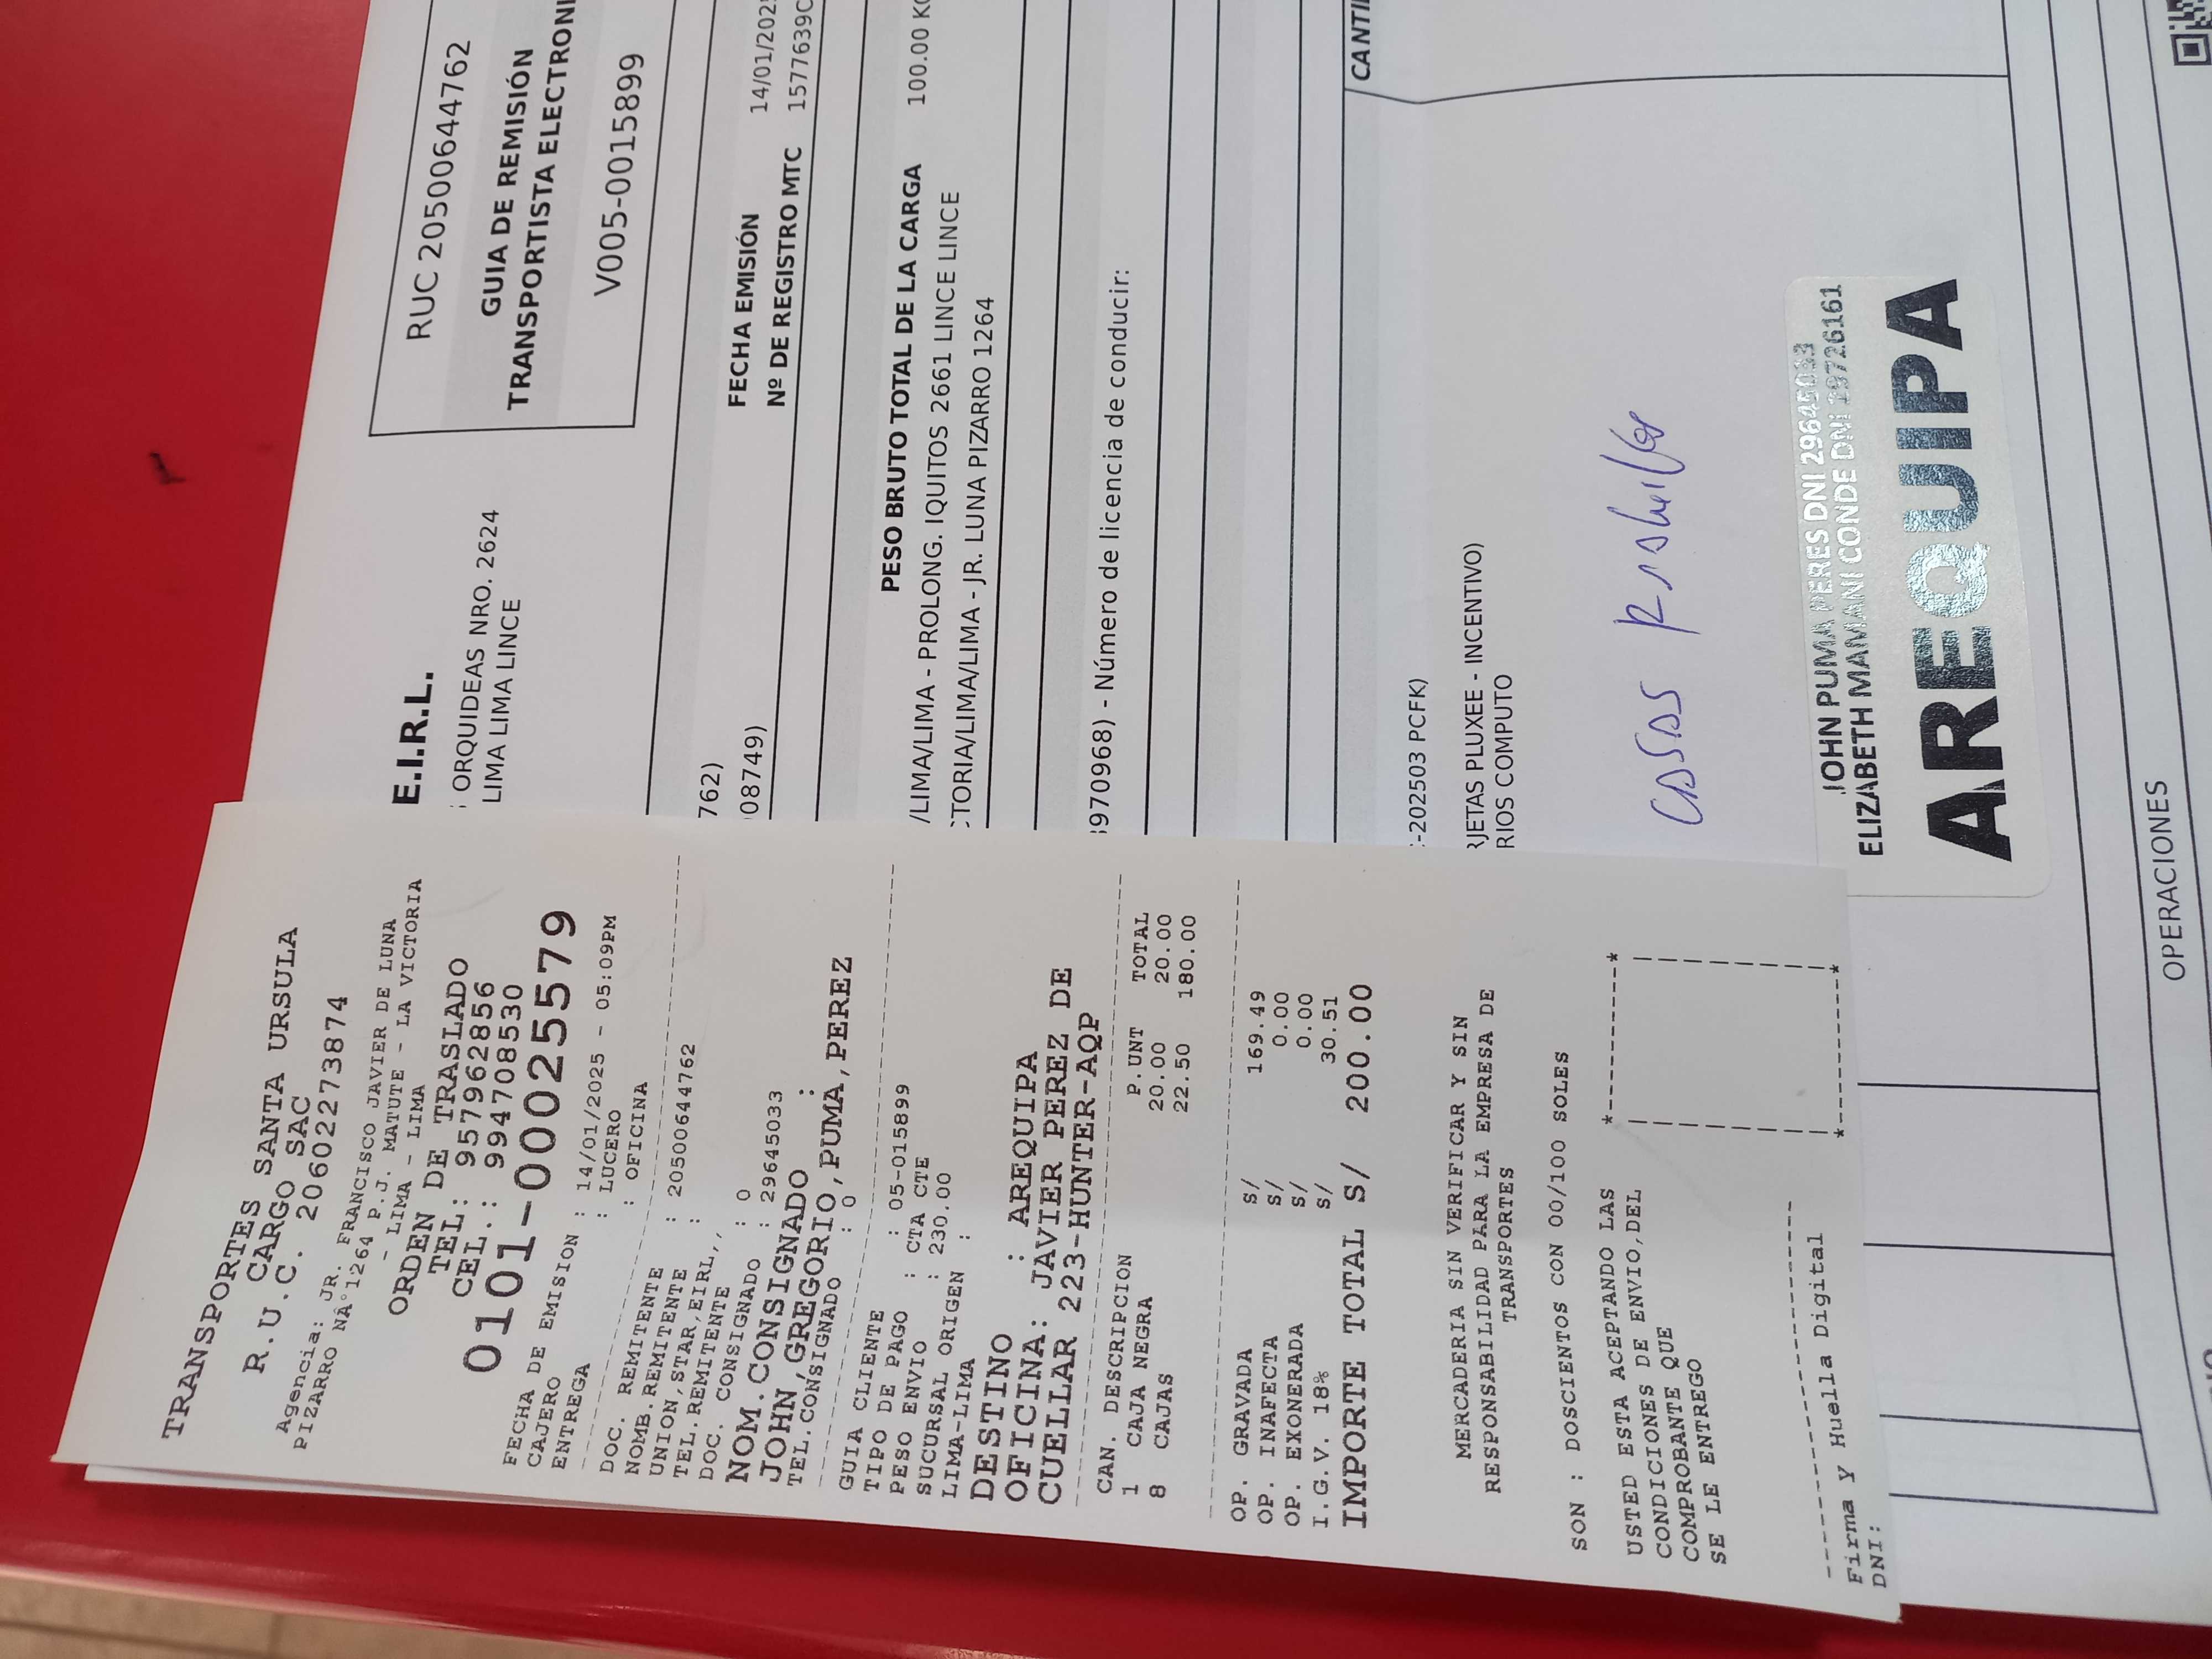 TRANSPORTES SANTA URSULA
CARGO SAC
R.U.C. 20602273874
Agencia: JR. FRANCISCO JAVIER DE LUNA
PIZARRO NÂ°1264 P.J. MATUTE - LA VICTORIA
- LIMA - LIMA
ORDEN DE TRASLADO
TEL: 957962856
CEL.: 994708530
0101-00025579
FECHA DE EMISION : 14/01/2025 - 05:09PM
CAJERO : LUCERO
ENTREGA : OFICINA
DOC. REMITENTE : 20500644762
NOMB.REMITENTE :
UNION,STAR,EIRL,,
TEL.REMITENTE : 0
DOC. CONSIGNADO : 29645033
NOM.CONSIGNADO :
JOHN,GREGORIO,PUMA,PEREZ
TEL.CONSIGNADO : 0
GUIA CLIENTE : 05-015899
TIPO DE PAGO : CTA CTE
PESO ENVIO : 230.00
SUCURSAL ORIGEN :
LIMA-LIMA
DESTINO : AREQUIPA
OFICINA: JAVIER PEREZ DE
CUELLAR 223-HUNTER-AQP
CAN. DESCRIPCION P.UNT TOTAL
1 CAJA NEGRA 20.00 20.00
8 CAJAS 22.50 180.00
OP. GRAVADA S/ 169.49
OP. INAFECTA S/ 0.00
OP. EXONERADA S/ 0.00
I.G.V. 18% S/ 30.51
IMPORTE TOTAL S/ 200.00
MERCADERIA SIN VERIFICAR Y SIN
RESPONSABILIDAD PARA LA EMPRESA DE
TRANSPORTES
SON : DOSCIENTOS CON 00/100 SOLES
USTED ESTA ACEPTANDO LAS
CONDICIONES DE ENVIO,DEL
COMPROBANTE QUE
SE LE ENTREGO
Firma y Huella Digital
DNI:
RUC 20500644762
GUIA DE REMISIÓN
TRANSPORTISTA ELECTRONI
V005-0015899
E.I.R.L.
ORQUIDEAS NRO. 2624
LIMA LIMA LINCE
FECHA EMISIÓN 14/01/202
Nº DE REGISTRO MTC 1577639C
762)
08749)
PESO BRUTO TOTAL DE LA CARGA 100.00 KG
/LIMA/LIMA - PROLONG. IQUITOS 2661 LINCE LINCE
CTORIA/LIMA/LIMA - JR. LUNA PIZARRO 1264
3970968) - Número de licencia de conducir:
CANTI
-202503 PCFK)
RJETAS PLUXEE - INCENTIVO)
RIOS COMPUTO
JOHN PUMA PERES DNI 29645033
ELIZABETH MAMANI CONDE DNI 29726161
AREQUIPA
OPERACIONES